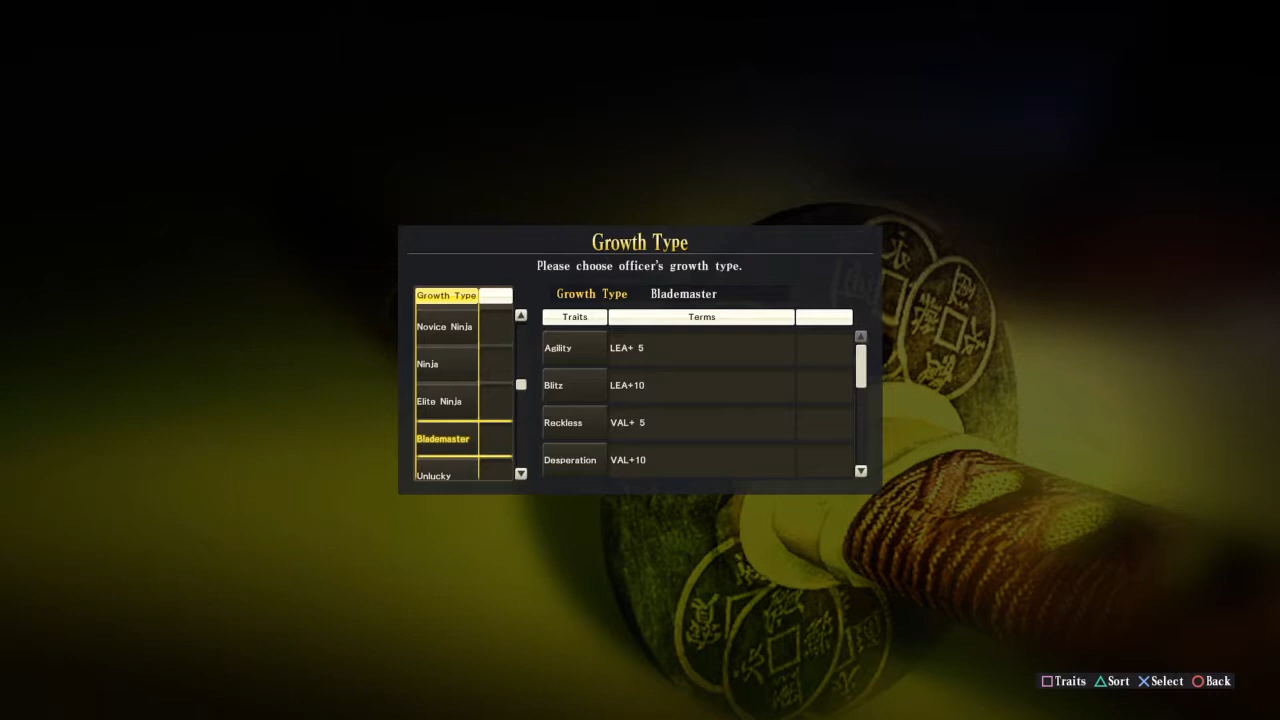 Growth Type
Please choose officer's growth type.
Growth Type
Novice Ninja
Ninja
Elite Ninja
Blademaster
Unlucky
Growth Type Blademaster
Traits Terms
Agility LEA+ 5
Blitz LEA+10
Reckless VAL+ 5
Desperation VAL+10
Traits Sort Select Back